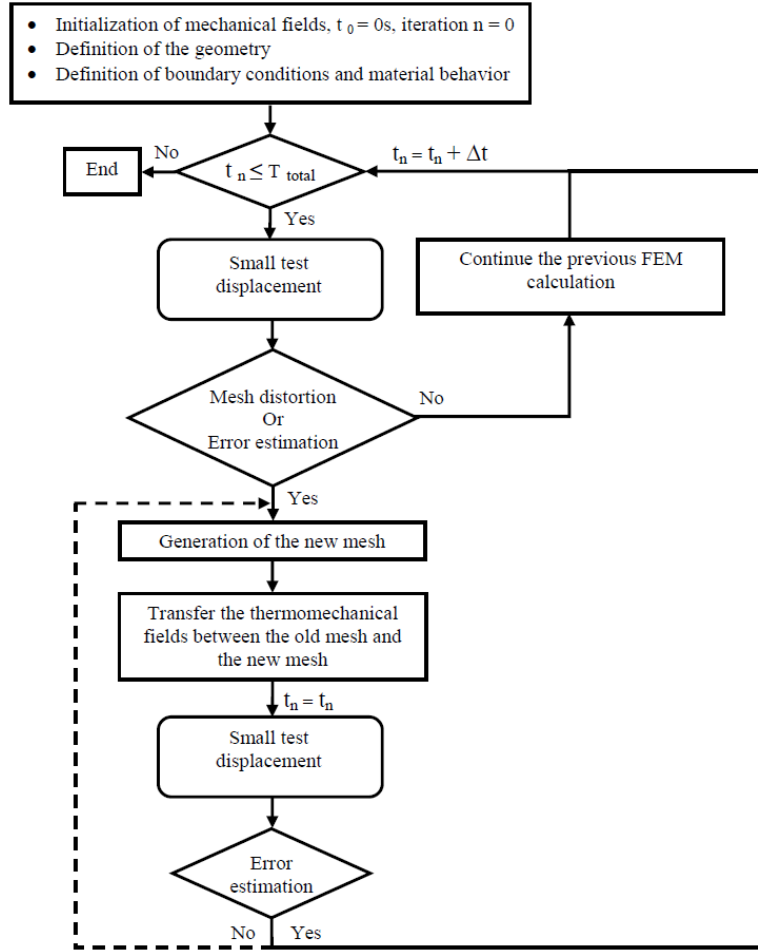 • Initialization of mechanical fields, t 0 = 0s, iteration n = 0
• Definition of the geometry
• Definition of boundary conditions and material behavior
No
End
t n ≤ T total
tn = tn + Δt
Yes
Small test
displacement
Continue the previous FEM
calculation
Mesh distortion
Or
Error estimation
No
Yes
Generation of the new mesh
Transfer the thermomechanical
fields between the old mesh and
the new mesh
tn = tn
Small test
displacement
Error
estimation
No
Yes